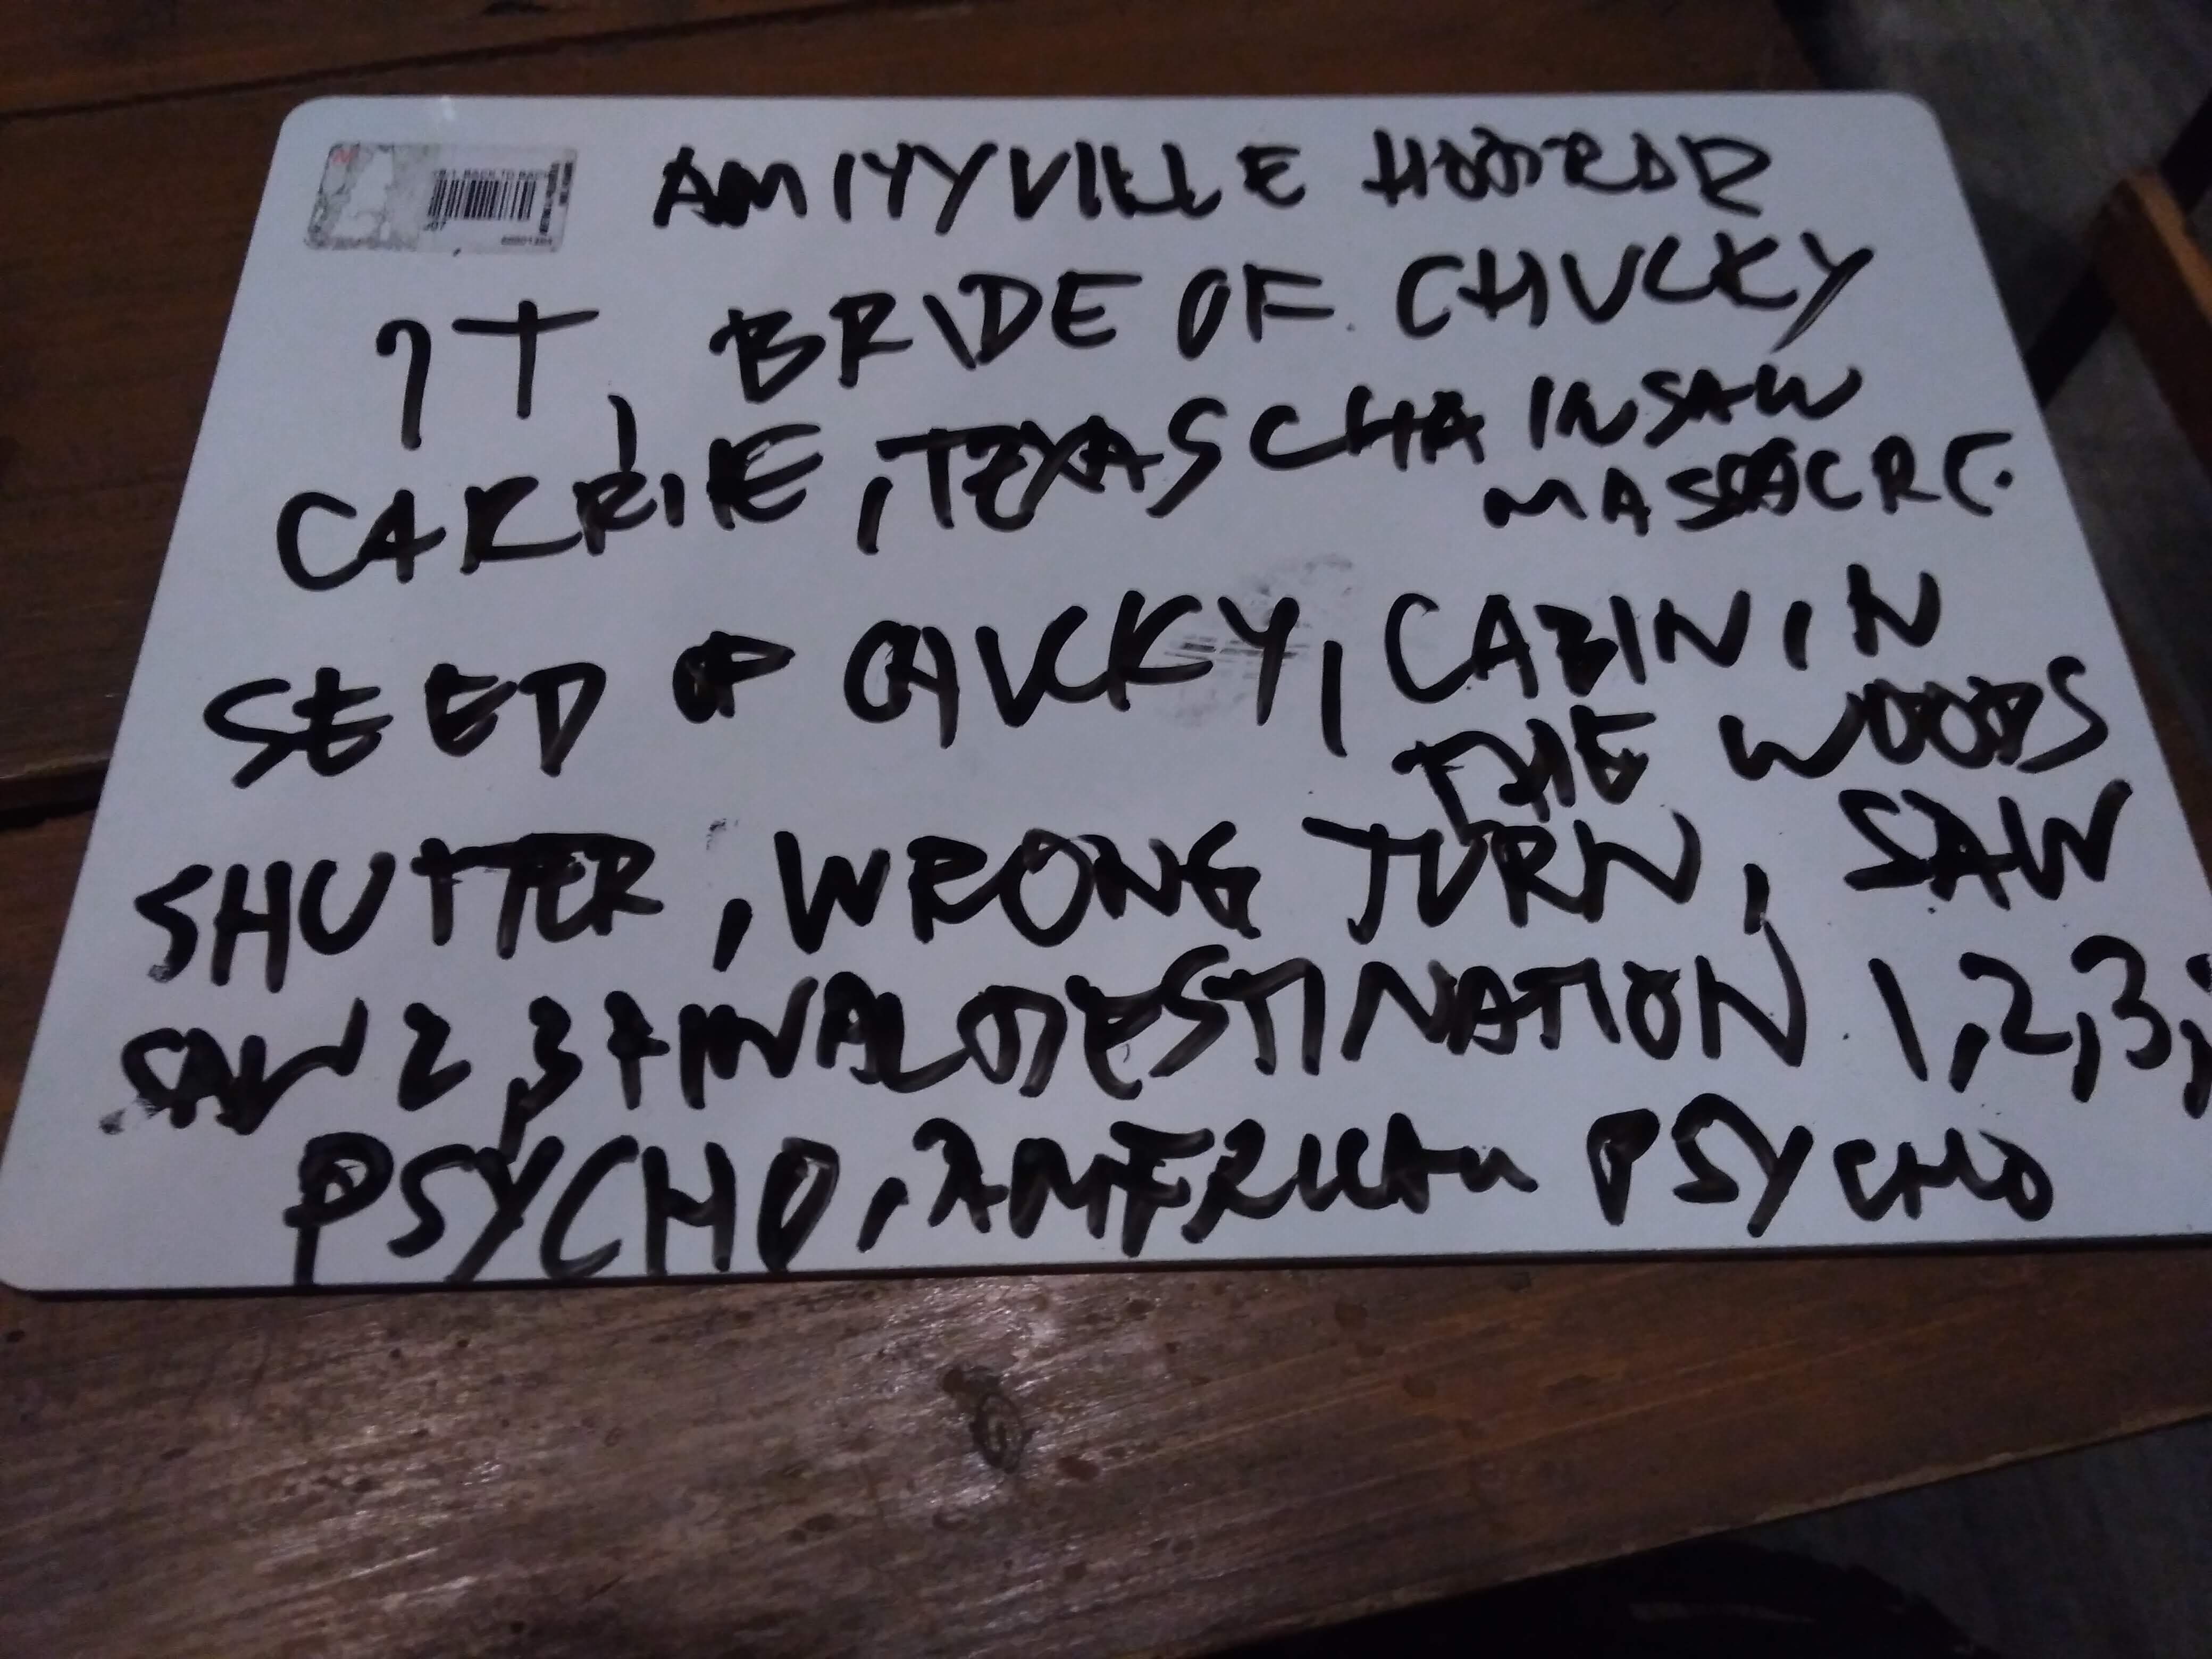 AMITYVILLE HORROR
IT, BRIDE OF CHUCKY
CARRIE, TEXAS CHAINSAW
MASSACRE.
SEED OF CHUCKY, CABIN IN
THE WOODS
SHUTTER, WRONG TURN, SAW
SAW 2, 3 FINAL DESTINATION 1, 2, 3,
PSYCHO, AMERICAN PSYCHO